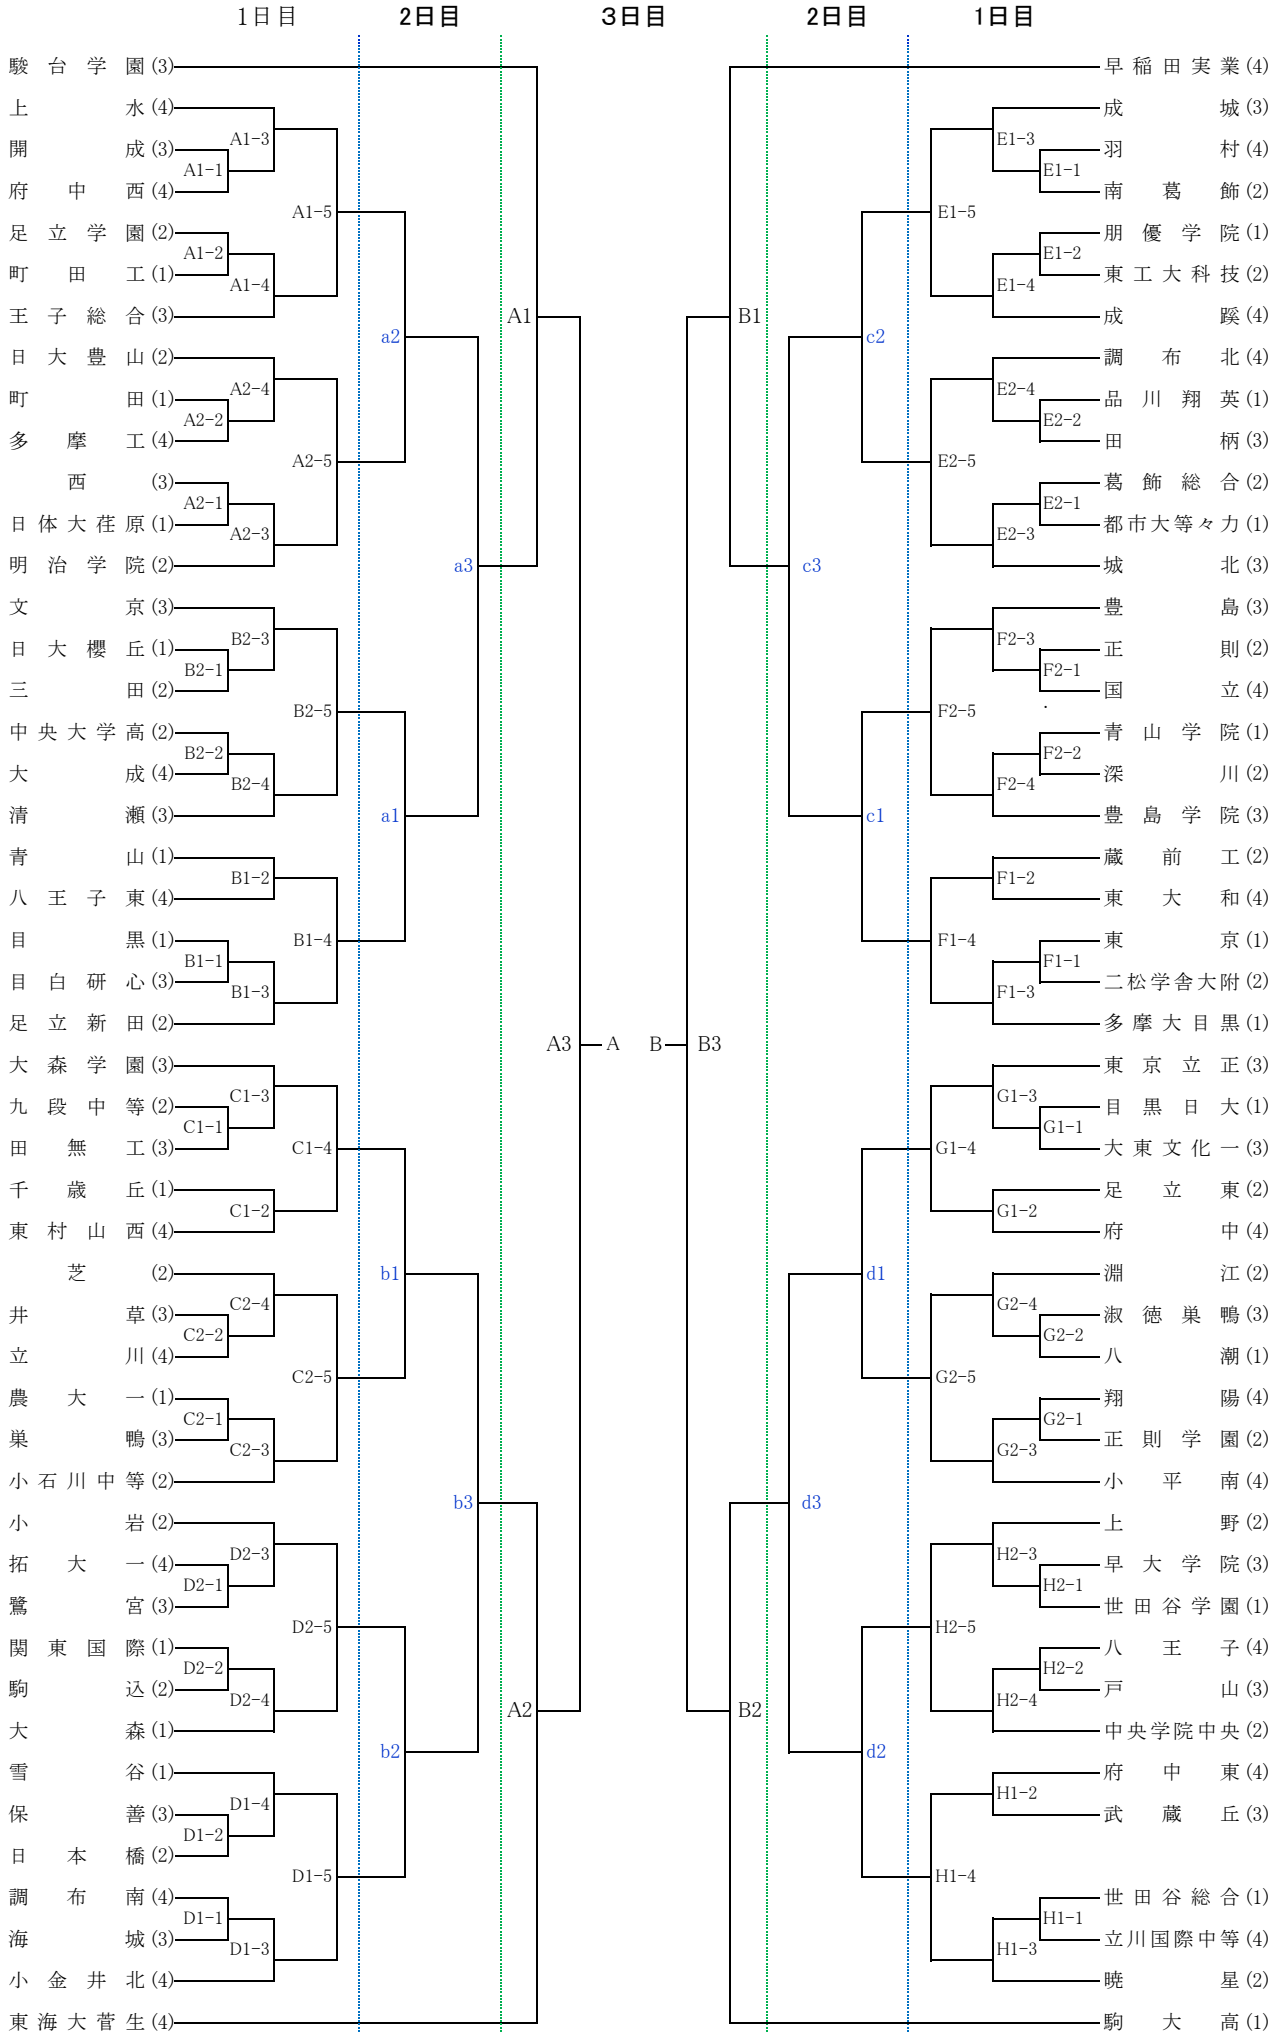 1日目 2日目 3日目 2日目 1日目
駿台学園(3)
上水(4)
A1-3
開成(3)
A1-1
府中西(4)
A1-5
足立学園(2)
A1-2
町田工(1)
A1-4
王子総合(3)
a2
日大豊山(2)
A2-4
町田(1)
A2-2
多摩工(4)
A2-5
西(3)
A2-1
日体大荏原(1)
A2-3
明治学院(2)
a3
文京(3)
B2-3
日大櫻丘(1)
B2-1
三田(2)
B2-5
中央大学高(2)
B2-2
大成(4)
B2-4
清瀬(3)
a1
青山(1)
B1-2
八王子東(4)
B1-4
目黒(1)
B1-1
目白研心(3)
B1-3
足立新田(2)
大森学園(3)
C1-3
九段中等(2)
C1-1
田無工(3)
C1-4
千歳丘(1)
C1-2
東村山西(4)
b1
芝(2)
C2-4
井草(3)
C2-2
立川(4)
C2-5
農大一(1)
C2-1
巣鴨(3)
C2-3
小石川中等(2)
b3
小岩(2)
D2-3
拓大一(4)
D2-1
鷺宮(3)
D2-5
関東国際(1)
D2-2
駒込(2)
D2-4
大森(1)
b2
雪谷(1)
D1-4
保善(3)
D1-2
日本橋(2)
D1-5
調布南(4)
D1-1
海城(3)
D1-3
小金井北(4)
東海大菅生(4)
A1
A2
A3 A B B3
B1
B2
早稲田実業(4)
成城(3)
E1-3
羽村(4)
E1-1
南葛飾(2)
E1-5
朋優学院(1)
E1-2
東工大科技(2)
E1-4
成蹊(4)
c2
調布北(4)
E2-4
品川翔英(1)
E2-2
田柄(3)
E2-5
葛飾総合(2)
E2-1
都市大等々力(1)
E2-3
城北(3)
c3
豊島(3)
F2-3
正則(2)
F2-1
国立(4)
F2-5
青山学院(1)
F2-2
深川(2)
F2-4
豊島学院(3)
c1
蔵前工(2)
F1-2
東大和(4)
F1-4
東京(1)
F1-1
二松学舎大附(2)
F1-3
多摩大目黒(1)
東京立正(3)
G1-3
目黒日大(1)
G1-1
大東文化一(3)
G1-4
足立東(2)
G1-2
府中(4)
d1
淵江(2)
G2-4
淑徳巣鴨(3)
G2-2
八潮(1)
G2-5
翔陽(4)
G2-1
正則学園(2)
G2-3
小平南(4)
d3
上野(2)
H2-3
早大学院(3)
H2-1
世田谷学園(1)
H2-5
八王子(4)
H2-2
戸山(3)
H2-4
中央学院中央(2)
d2
府中東(4)
H1-2
武蔵丘(3)
H1-4
世田谷総合(1)
H1-1
立川国際中等(4)
H1-3
暁星(2)
駒大高(1)